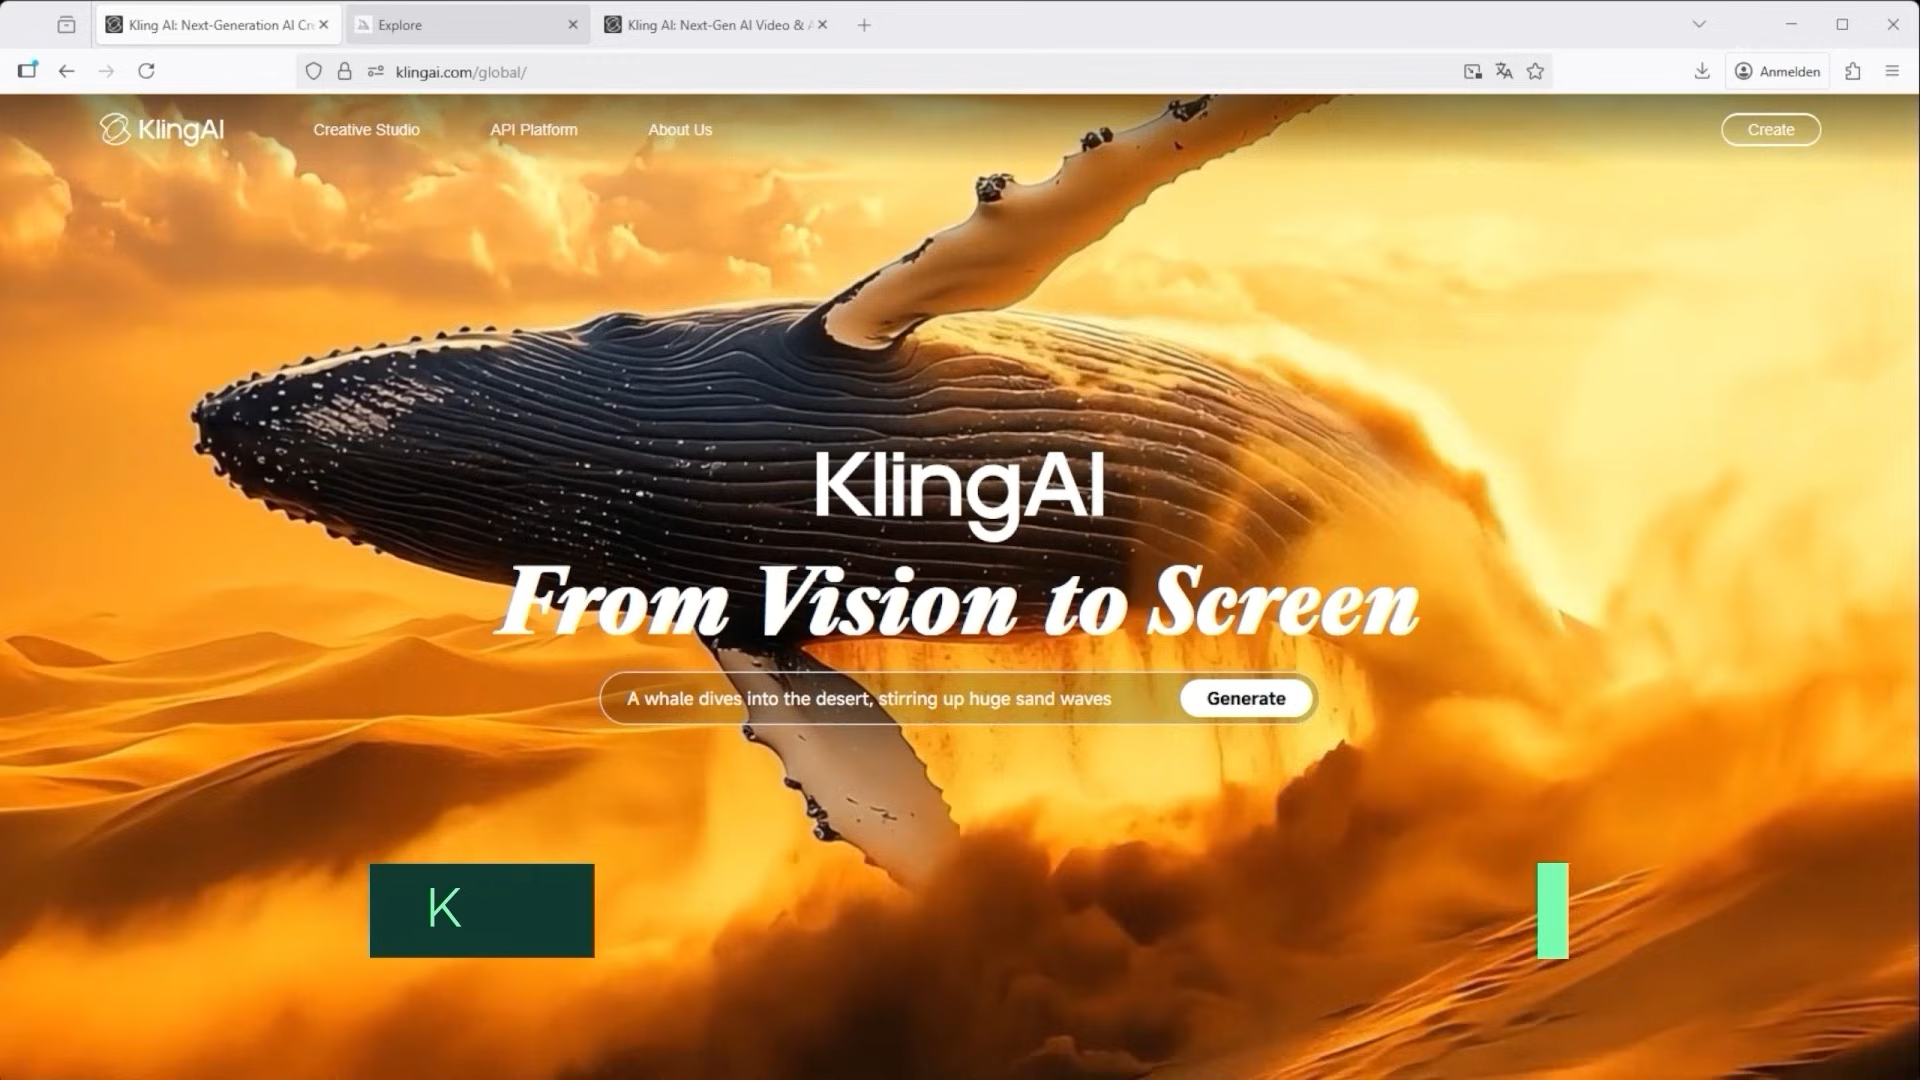 Kling AI: Next-Generation AI Cr
Explore
Kling AI: Next-Gen AI Video & A
klingai.com/global/
Anmelden
KlingAI
Creative Studio
API Platform
About Us
Create
KlingAI
From Vision to Screen
A whale dives into the desert, stirring up huge sand waves
Generate
K